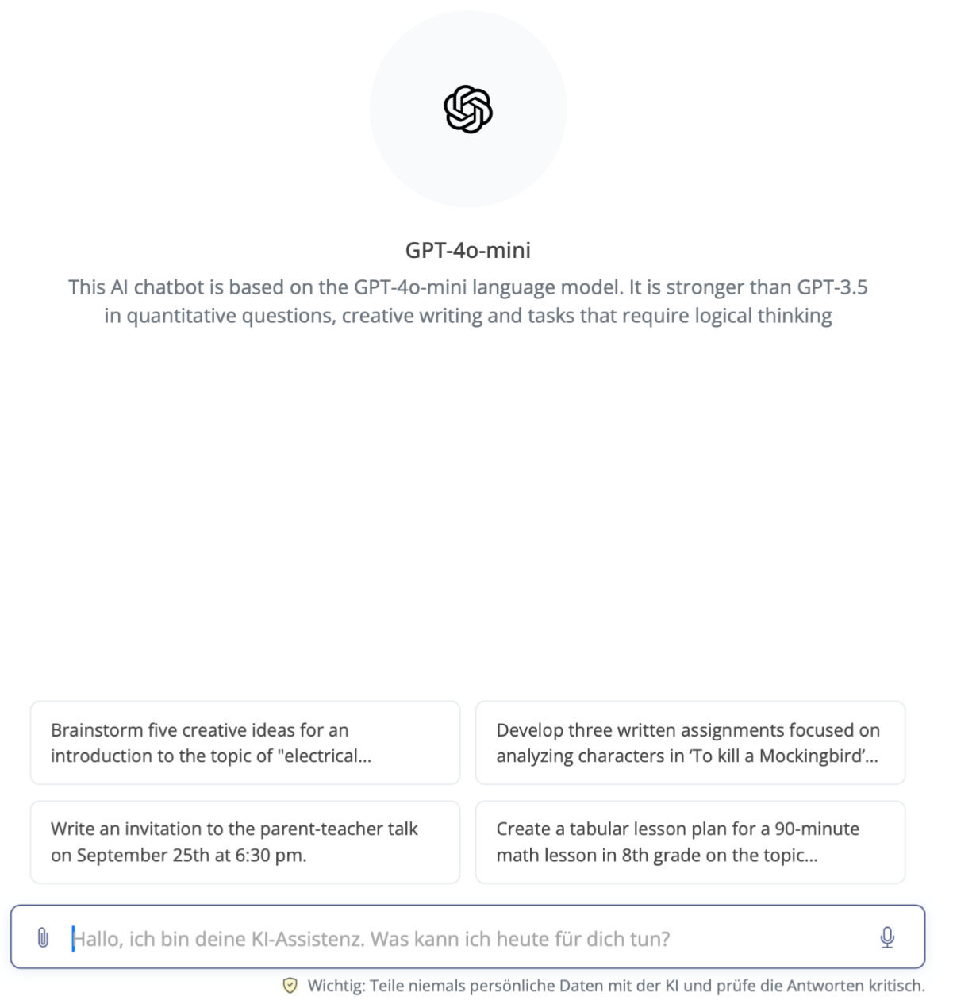 GPT-4o-mini
This AI chatbot is based on the GPT-4o-mini language model. It is stronger than GPT-3.5
in quantitative questions, creative writing and tasks that require logical thinking
Brainstorm five creative ideas for an
introduction to the topic of "electrical...
Develop three written assignments focused on
analyzing characters in ‘To kill a Mockingbird’...
Write an invitation to the parent-teacher talk
on September 25th at 6:30 pm.
Create a tabular lesson plan for a 90-minute
math lesson in 8th grade on the topic...
Hallo, ich bin deine KI-Assistenz. Was kann ich heute für dich tun?
Wichtig: Teile niemals persönliche Daten mit der KI und prüfe die Antworten kritisch.